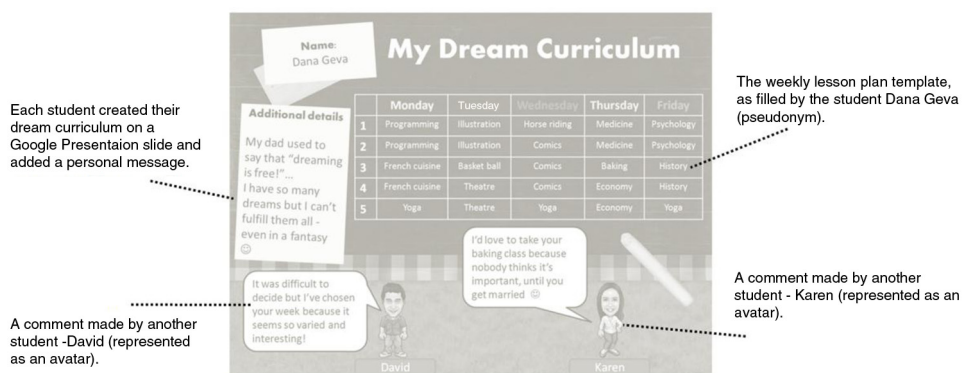 Name:
Dana Geva
My Dream Curriculum
Each student created their
dream curriculum on a
Google Presentaion slide and
added a personal message.
Additional details
My dad used to
say that "dreaming
is free!"...
I have so many
dreams but I can't
fulfill them all -
even in a fantasy
☺
Monday Tuesday Wednesday Thursday Friday
1 Programming Illustration Horse riding Medicine Psychology
2 Programming Illustration Comics Medicine Psychology
3 French cuisine Basket ball Comics Baking History
4 French cuisine Theatre Comics Economy History
5 Yoga Theatre Yoga Economy Yoga
The weekly lesson plan template,
as filled by the student Dana Geva
(pseudonym).
It was difficult to
decide but I've chosen
your week because it
seems so varied and
interesting!
David
I'd love to take your
baking class because
nobody thinks it's
important, until you
get married ☺
Karen
A comment made by another
student -David (represented
as an avatar).
A comment made by another
student - Karen (represented as an
avatar).